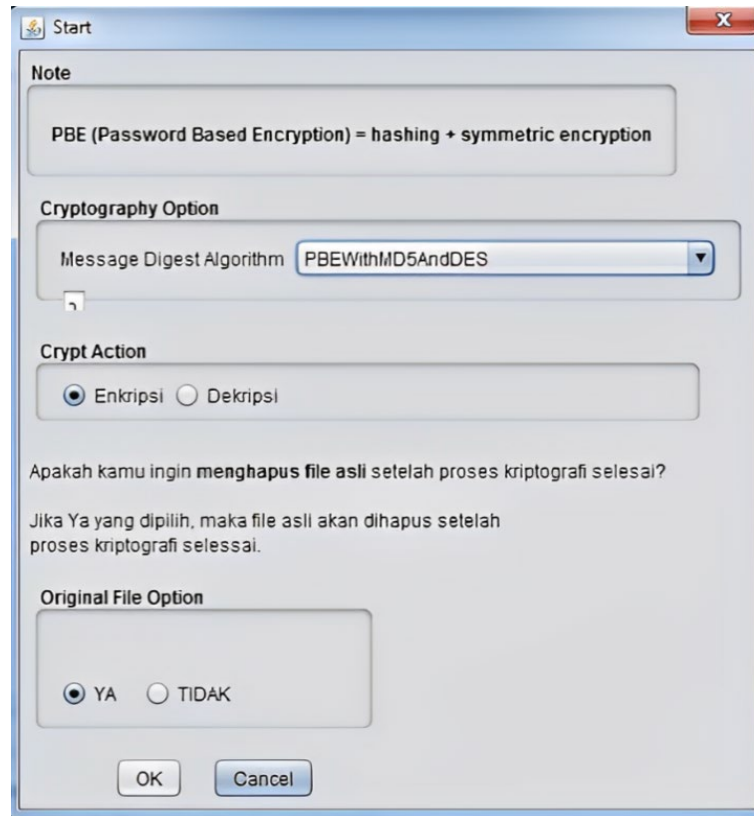 Start
Note
PBE (Password Based Encryption) = hashing + symmetric encryption
Cryptography Option
Message Digest Algorithm PBEWithMD5AndDES
Crypt Action
Enkripsi Dekripsi
Apakah kamu ingin menghapus file asli setelah proses kriptografi selesai?
Jika Ya yang dipilih, maka file asli akan dihapus setelah
proses kriptografi selessai.
Original File Option
YA TIDAK
OK Cancel